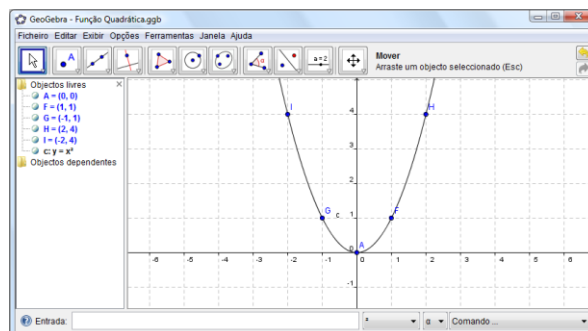 GeoGebra - Função Quadrática.ggb
Ficheiro Editar Exibir Opções Ferramentas Janela Ajuda
A
α
a=2
Mover
Arraste um objecto seleccionado (Esc)
Objectos livres
A = (0, 0)
F = (1, 1)
G = (-1, 1)
H = (2, 4)
I = (-2, 4)
c: y = x²
Objectos dependentes
I
H
G
c
F
A
4
3
2
1
0
-1
-6 -5 -4 -3 -2 -1 0 1 2 3 4 5 6
Entrada:
² α Comando ...